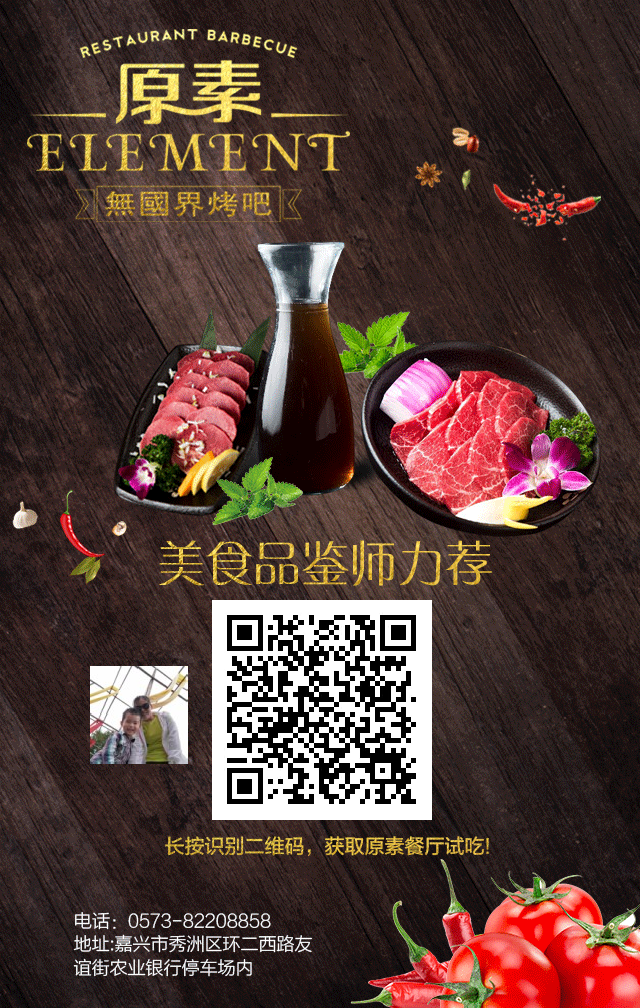 RESTAURANT BARBECUE
原素
ELEMENT
無國界烤吧
美食品鉴师力荐
长按识别二维码，获取原素餐厅试吃!
电话：0573-82208858
地址:嘉兴市秀洲区环二西路友
谊街农业银行停车场内